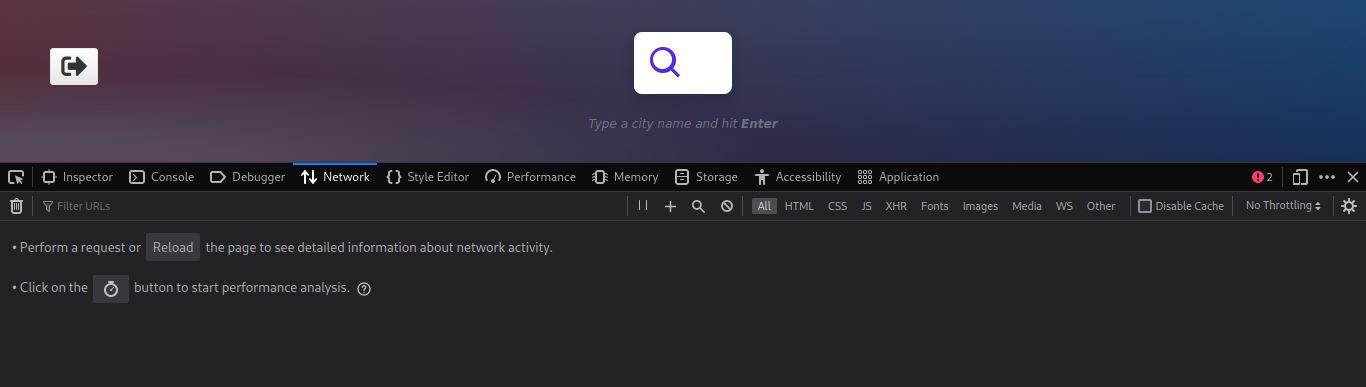 Type a city name and hit Enter
Inspector Console Debugger Network Style Editor Performance Memory Storage Accessibility Application 2
Filter URLs All HTML CSS JS XHR Fonts Images Media WS Other Disable Cache No Throttling
• Perform a request or Reload the page to see detailed information about network activity.
• Click on the button to start performance analysis.